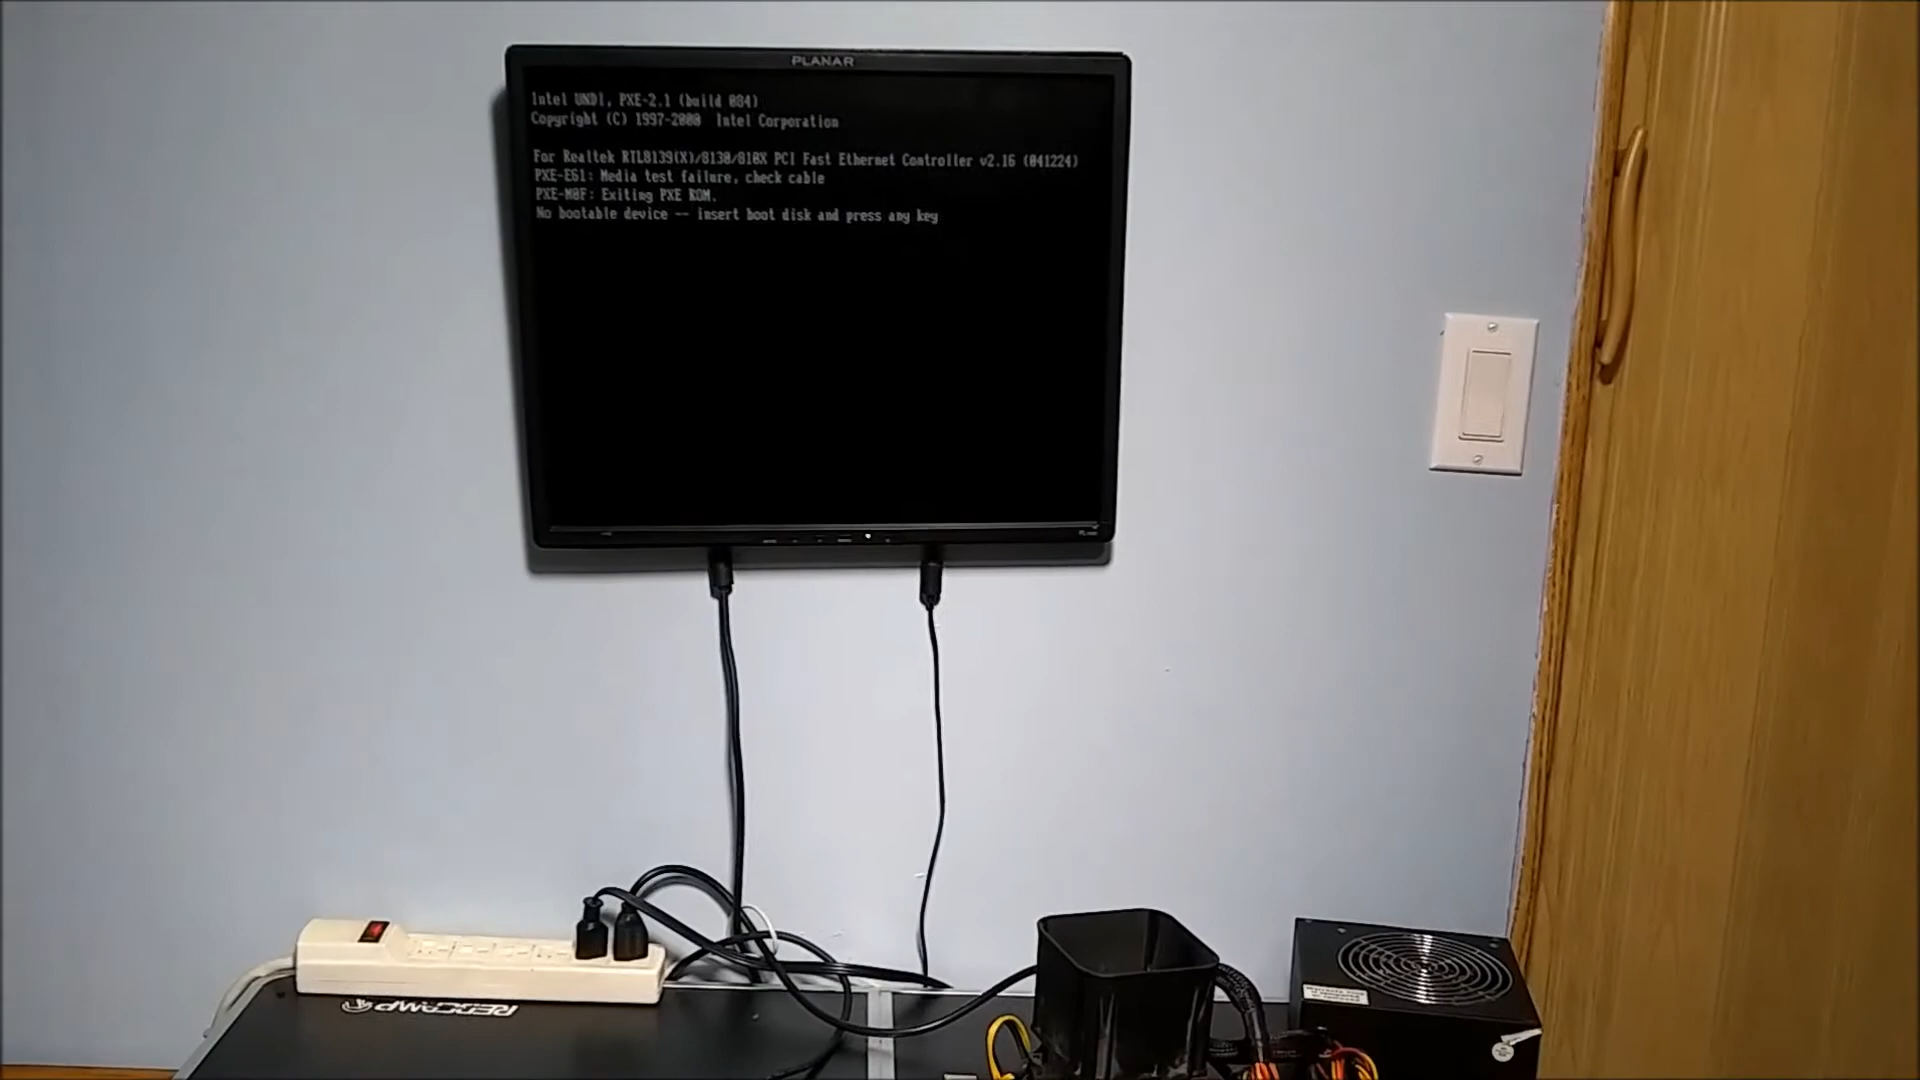 PLANAR
Intel UNDI, PXE-2.1 (build 084)
Copyright (C) 1997-2000  Intel Corporation
For Realtek RTL8139(X)/8130/810X PCI Fast Ethernet Controller v2.16 (041224)
PXE-E61: Media test failure, check cable
PXE-M0F: Exiting PXE ROM.
No bootable device -- insert boot disk and press any key
REDCAMP